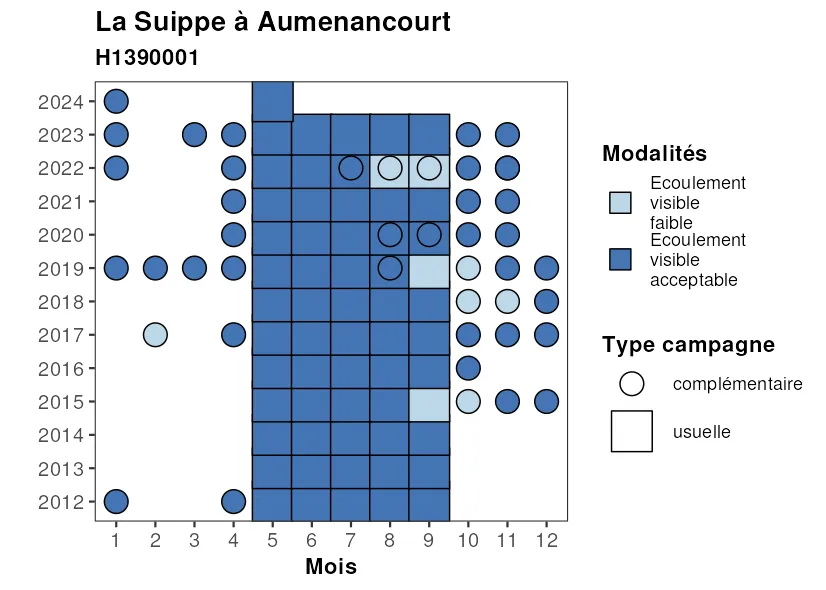 La Suippe à Aumenancourt
H1390001
2024
2023
2022
2021
2020
2019
2018
2017
2016
2015
2014
2013
2012
1 2 3 4 5 6 7 8 9 10 11 12
Mois
Modalités
Ecoulement
visible
faible
Ecoulement
visible
acceptable
Type campagne
complémentaire
usuelle